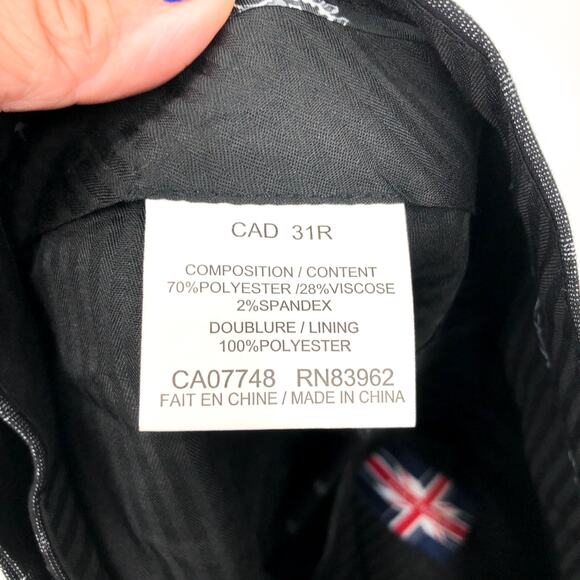 CAD 31R
COMPOSITION / CONTENT
70%POLYESTER /28%VISCOSE
2%SPANDEX
DOUBLURE / LINING
100%POLYESTER
CA07748 RN83962
FAIT EN CHINE / MADE IN CHINA